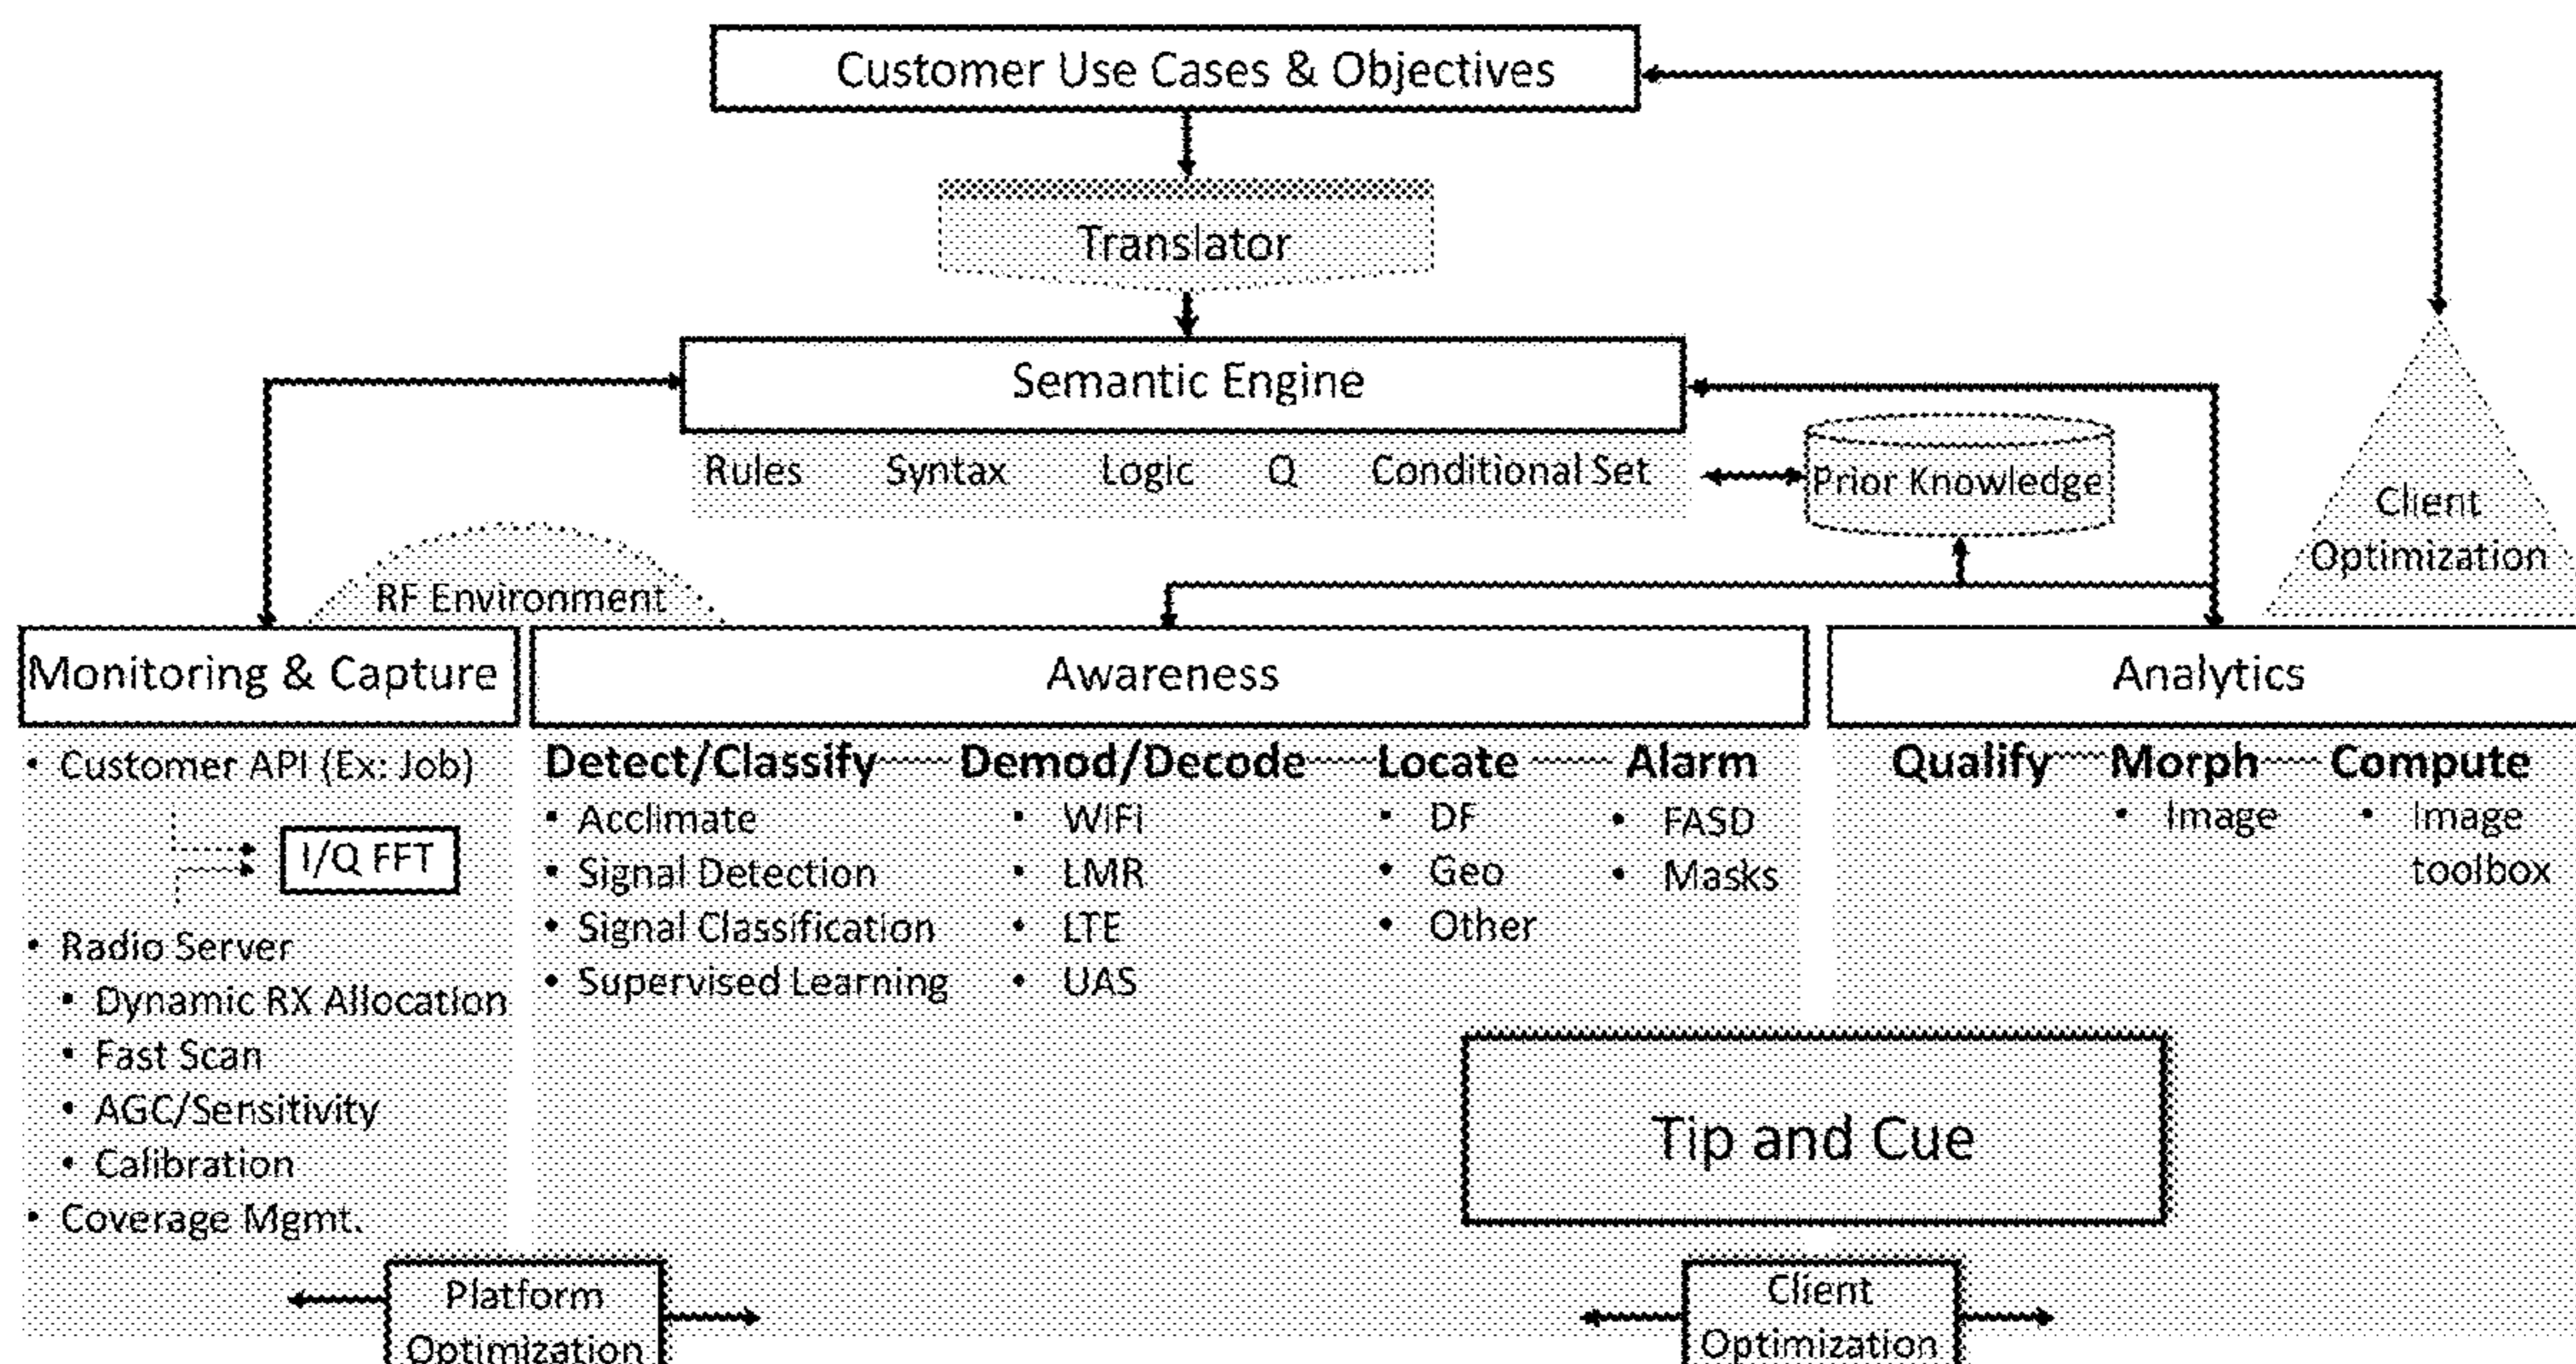 Customer Use Cases & Objectives
Translator
Semantic Engine
Rules Syntax Logic Q Conditional Set
Prior Knowledge
Client
Optimization
RF Environment
Monitoring & Capture
• Customer API (Ex: Job)
I/Q FFT
• Radio Server
• Dynamic RX Allocation
• Fast Scan
• AGC/Sensitivity
• Calibration
• Coverage Mgmt.
Awareness
Detect/Classify
• Acclimate
• Signal Detection
• Signal Classification
• Supervised Learning
Demod/Decode
• WiFi
• LMR
• LTE
• UAS
Locate
• DF
• Geo
• Other
Alarm
• FASD
• Masks
Analytics
Qualify
Morph
• Image
Compute
• Image
toolbox
Tip and Cue
Platform
Optimization
Client
Optimization